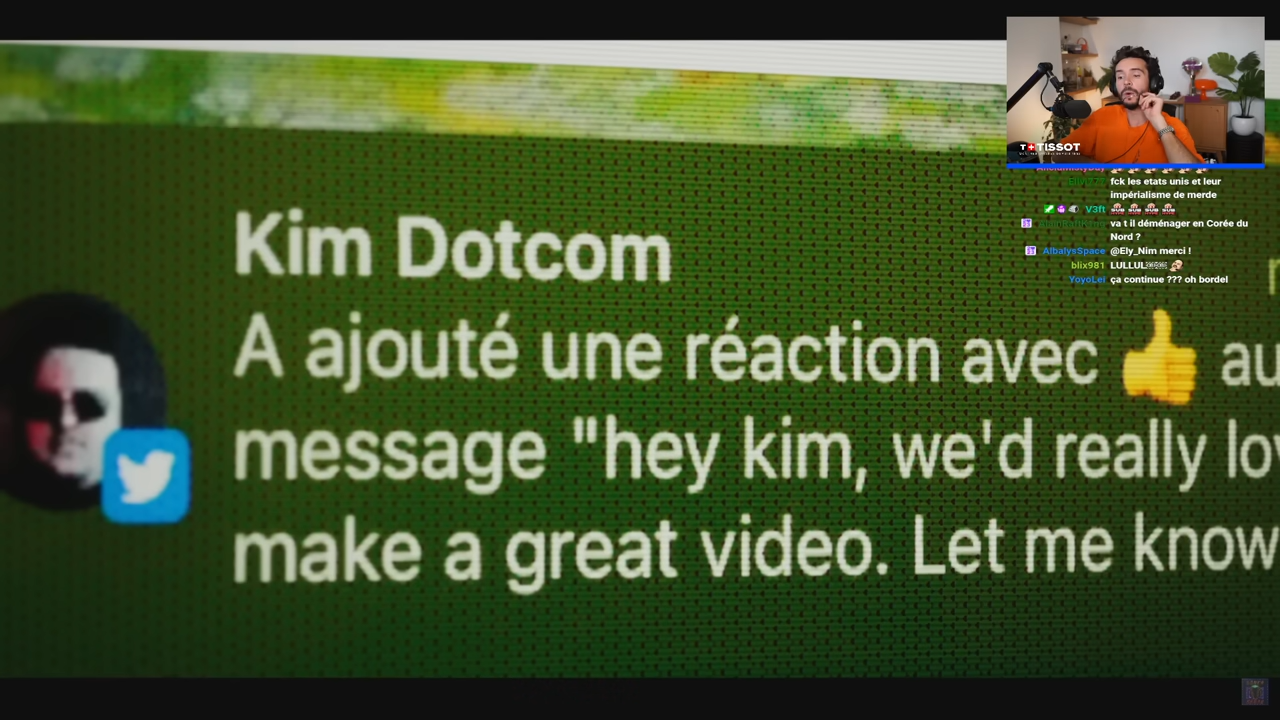 Kim Dotcom
A ajouté une réaction avec 👍 au
message "hey kim, we'd really lov
make a great video. Let me know
T+TISSOT
fck les etats unis et leur
impérialisme de merde
V3ft
va t il déménager en Corée du
Nord ?
AlbalysSpace @Ely_Nim merci !
blix981 LULLUL
YoyoLei ça continue ??? oh bordel